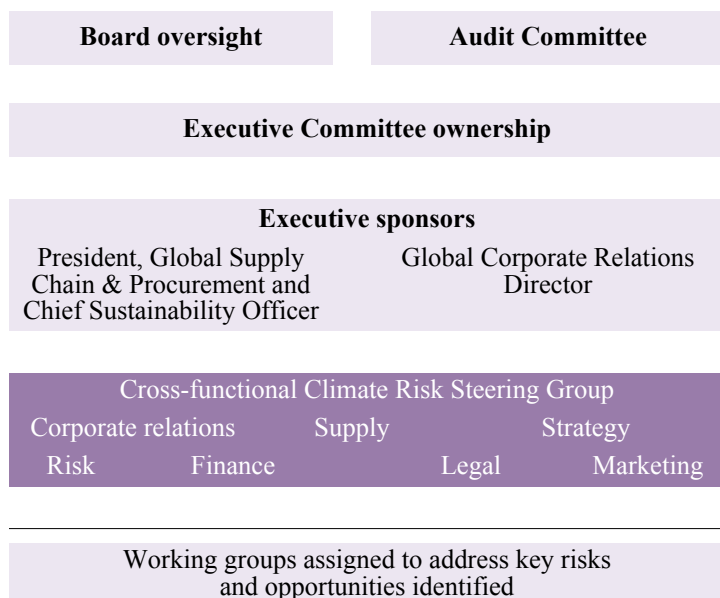 Board oversight
Audit Committee
Executive Committee ownership
Executive sponsors
President, Global Supply
Chain & Procurement and
Chief Sustainability Officer
Global Corporate Relations
Director
Cross-functional Climate Risk Steering Group
Corporate relations Supply Strategy
Risk Finance Legal Marketing
Working groups assigned to address key risks
and opportunities identified